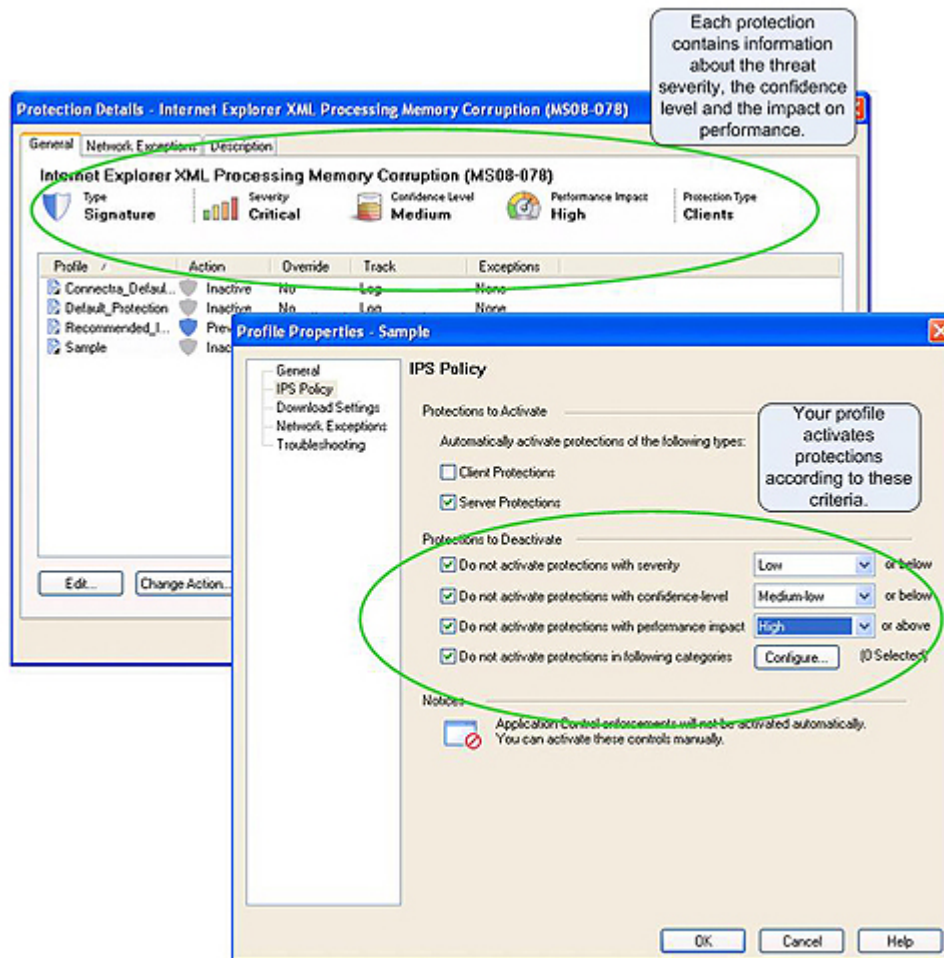 Each protection
contains information
about the threat
severity, the confidence
level and the impact on
performance.
Protection Details - Internet Explorer XML Processing Memory Corruption (MS08-078)
General Network Exceptions Description
Internet Explorer XML Processing Memory Corruption (MS08-078)
Type
Signature
Severity
Critical
Confidence Level
Medium
Performance Impact
High
Protection Type
Clients
Profile / Action Override Track Exceptions
Connectra_Defaul... Inactive No Log None
Default_Protection Inactive No Log None
Recommended_I... Prev
Sample Inac
Edit... Change Action...
Profile Properties - Sample
General
IPS Policy
Download Settings
Network Exceptions
Troubleshooting
IPS Policy
Protections to Activate
Automatically activate protections of the following types:
Client Protections
Server Protections
Your profile
activates
protections
according to these
criteria.
Protections to Deactivate
Do not activate protections with severity Low or below
Do not activate protections with confidence-level Medium-low or below
Do not activate protections with performance impact High or above
Do not activate protections in following categories Configure... (0 Selected)
Notices
Application Control enforcements will not be activated automatically.
You can activate these controls manually.
OK Cancel Help